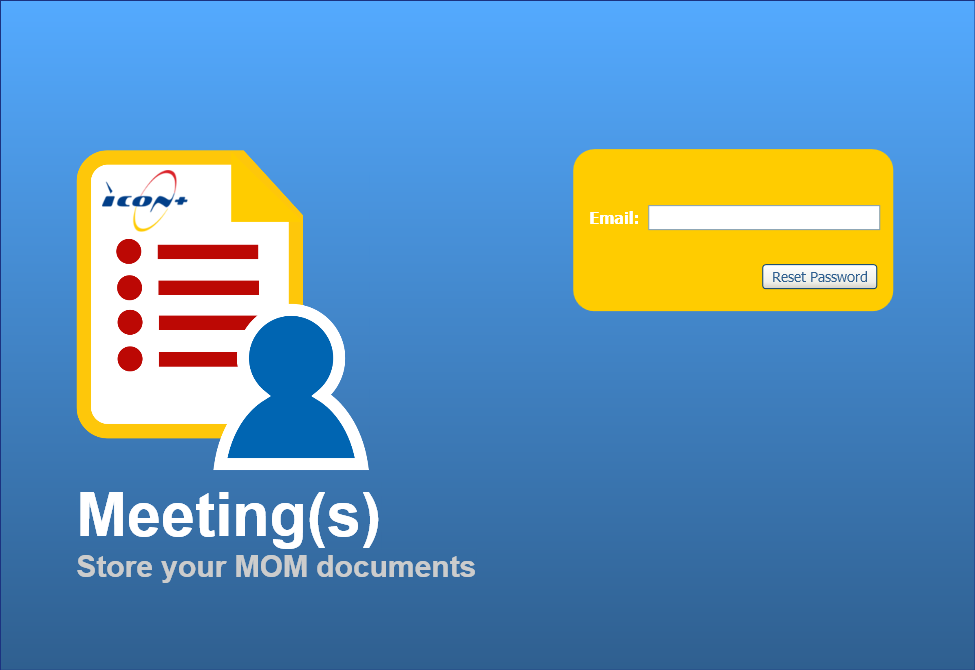 icon+
Email:
Reset Password
Meeting(s)
Store your MOM documents